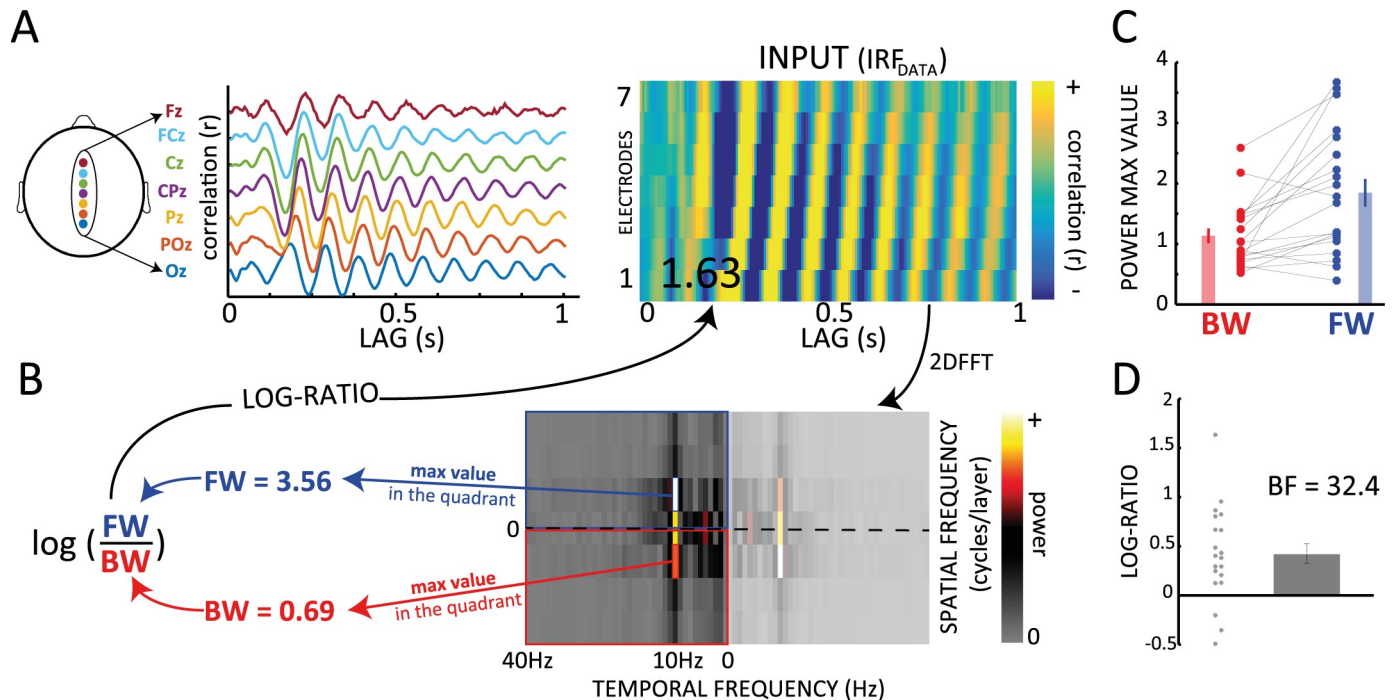 A
Fz
FCz
Cz
CPz
Pz
POz
Oz
correlation (r)
0
0.5
1
LAG (s)
INPUT (IRF DATA)
7
ELECTRODES
1
1.63
0
0.5
1
LAG (s)
+
correlation (r)
-
2DFFT
B
LOG-RATIO
log (FW
BW)
FW = 3.56
BW = 0.69
max value
in the quadrant
max value
in the quadrant
0
40Hz
10Hz
0
TEMPORAL FREQUENCY (Hz)
SPATIAL FREQUENCY
(cycles/layer)
+
power
0
C
POWER MAX VALUE
4
3
2
1
0
BW
FW
D
LOG-RATIO
2
1.5
1
0.5
0
-0.5
BF = 32.4